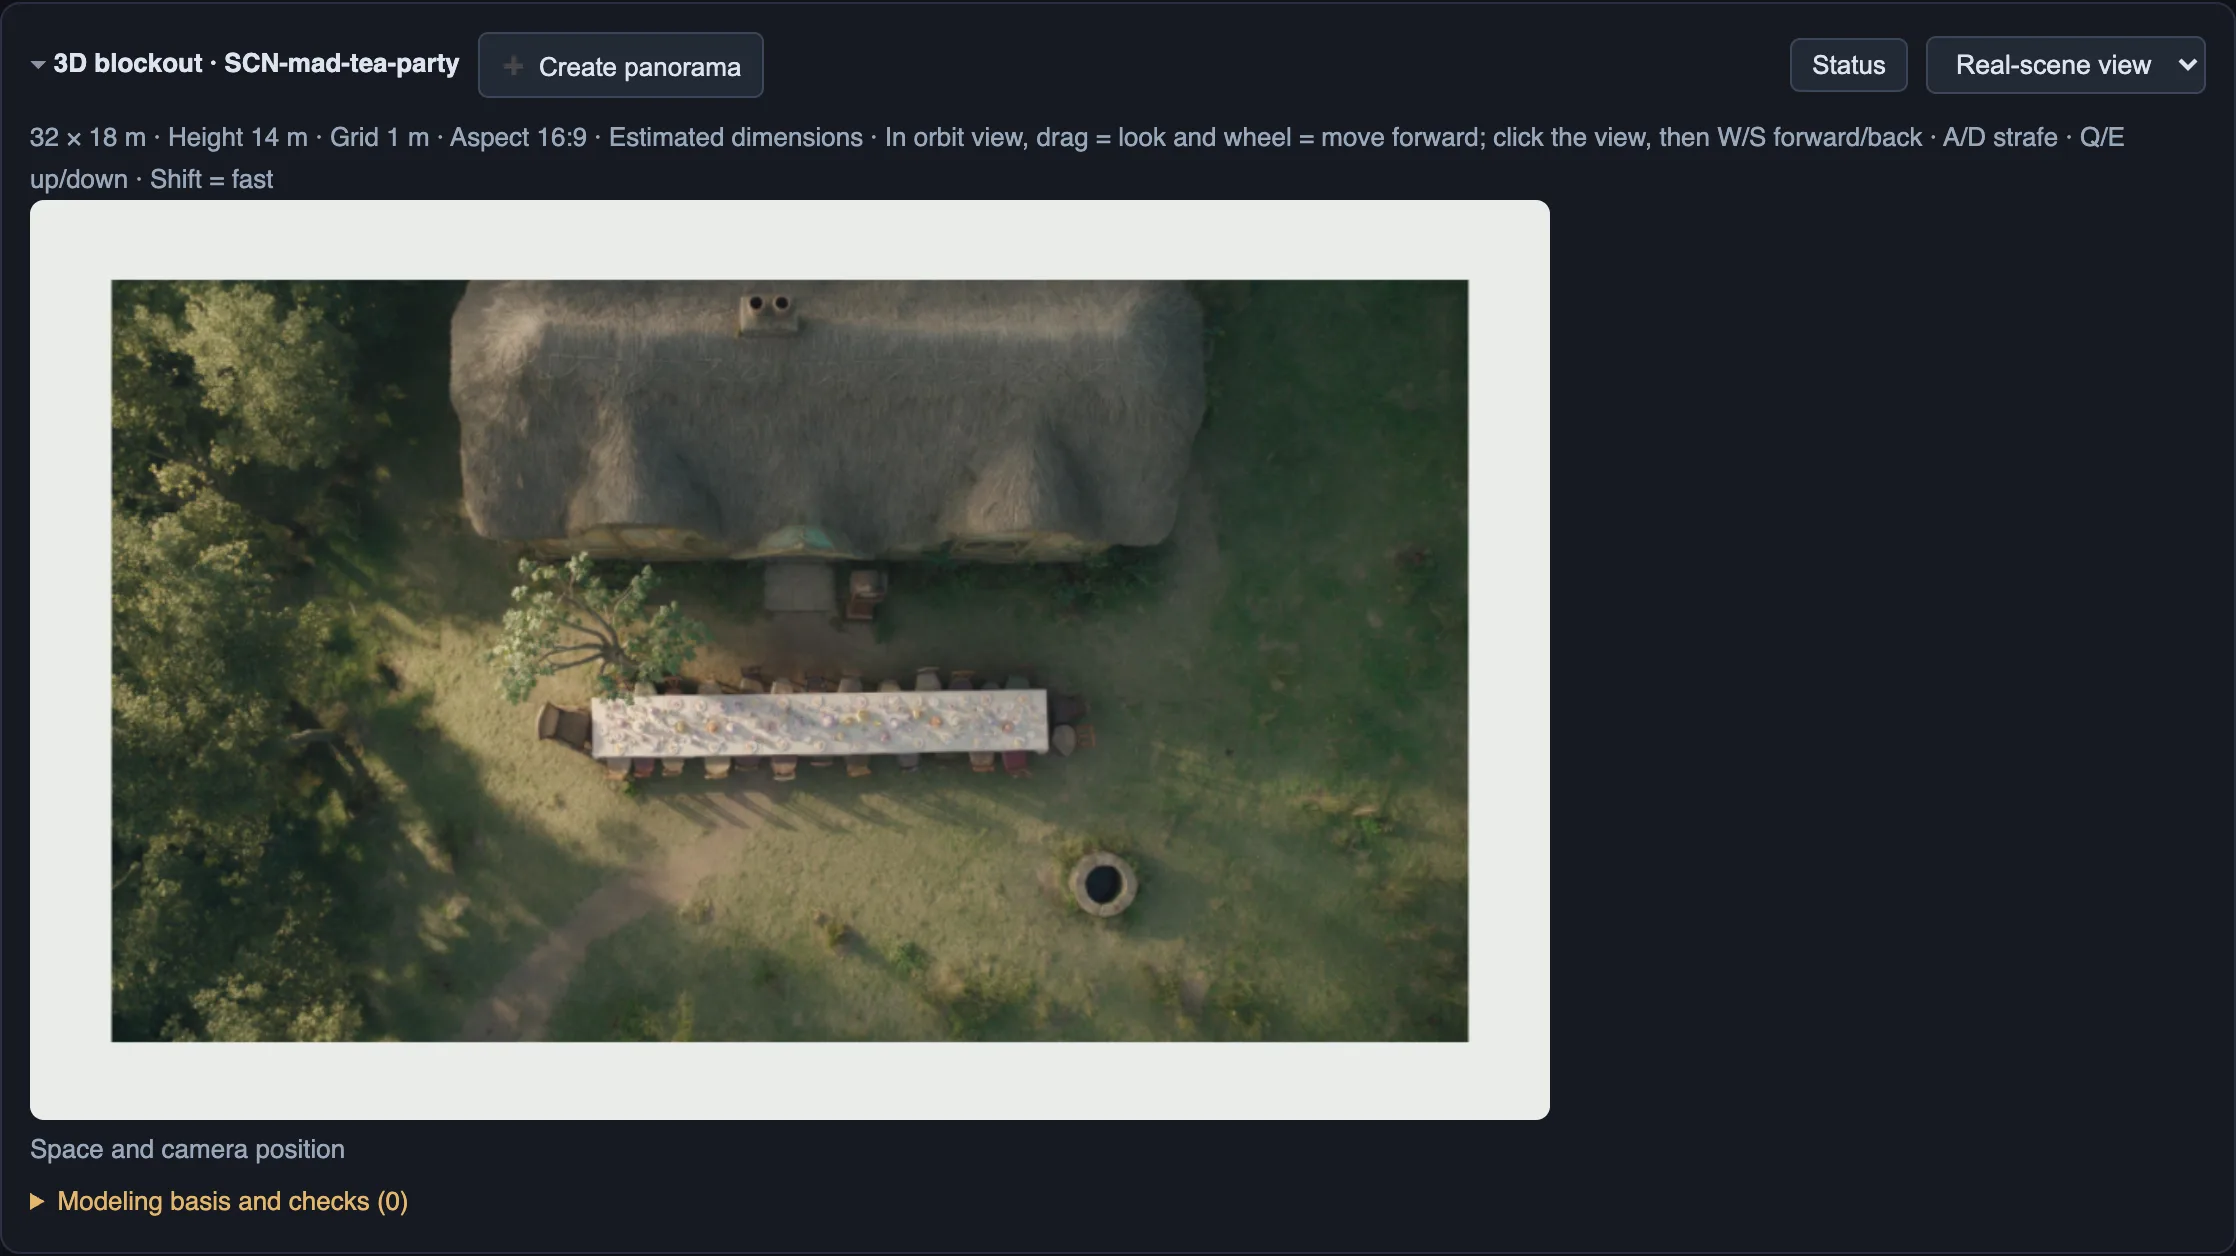 3D blockout · SCN-mad-tea-party
+ Create panorama
Status
Real-scene view
32 × 18 m · Height 14 m · Grid 1 m · Aspect 16:9 · Estimated dimensions · In orbit view, drag = look and wheel = move forward; click the view, then W/S forward/back · A/D strafe · Q/E
up/down · Shift = fast
Space and camera position
Modeling basis and checks (0)